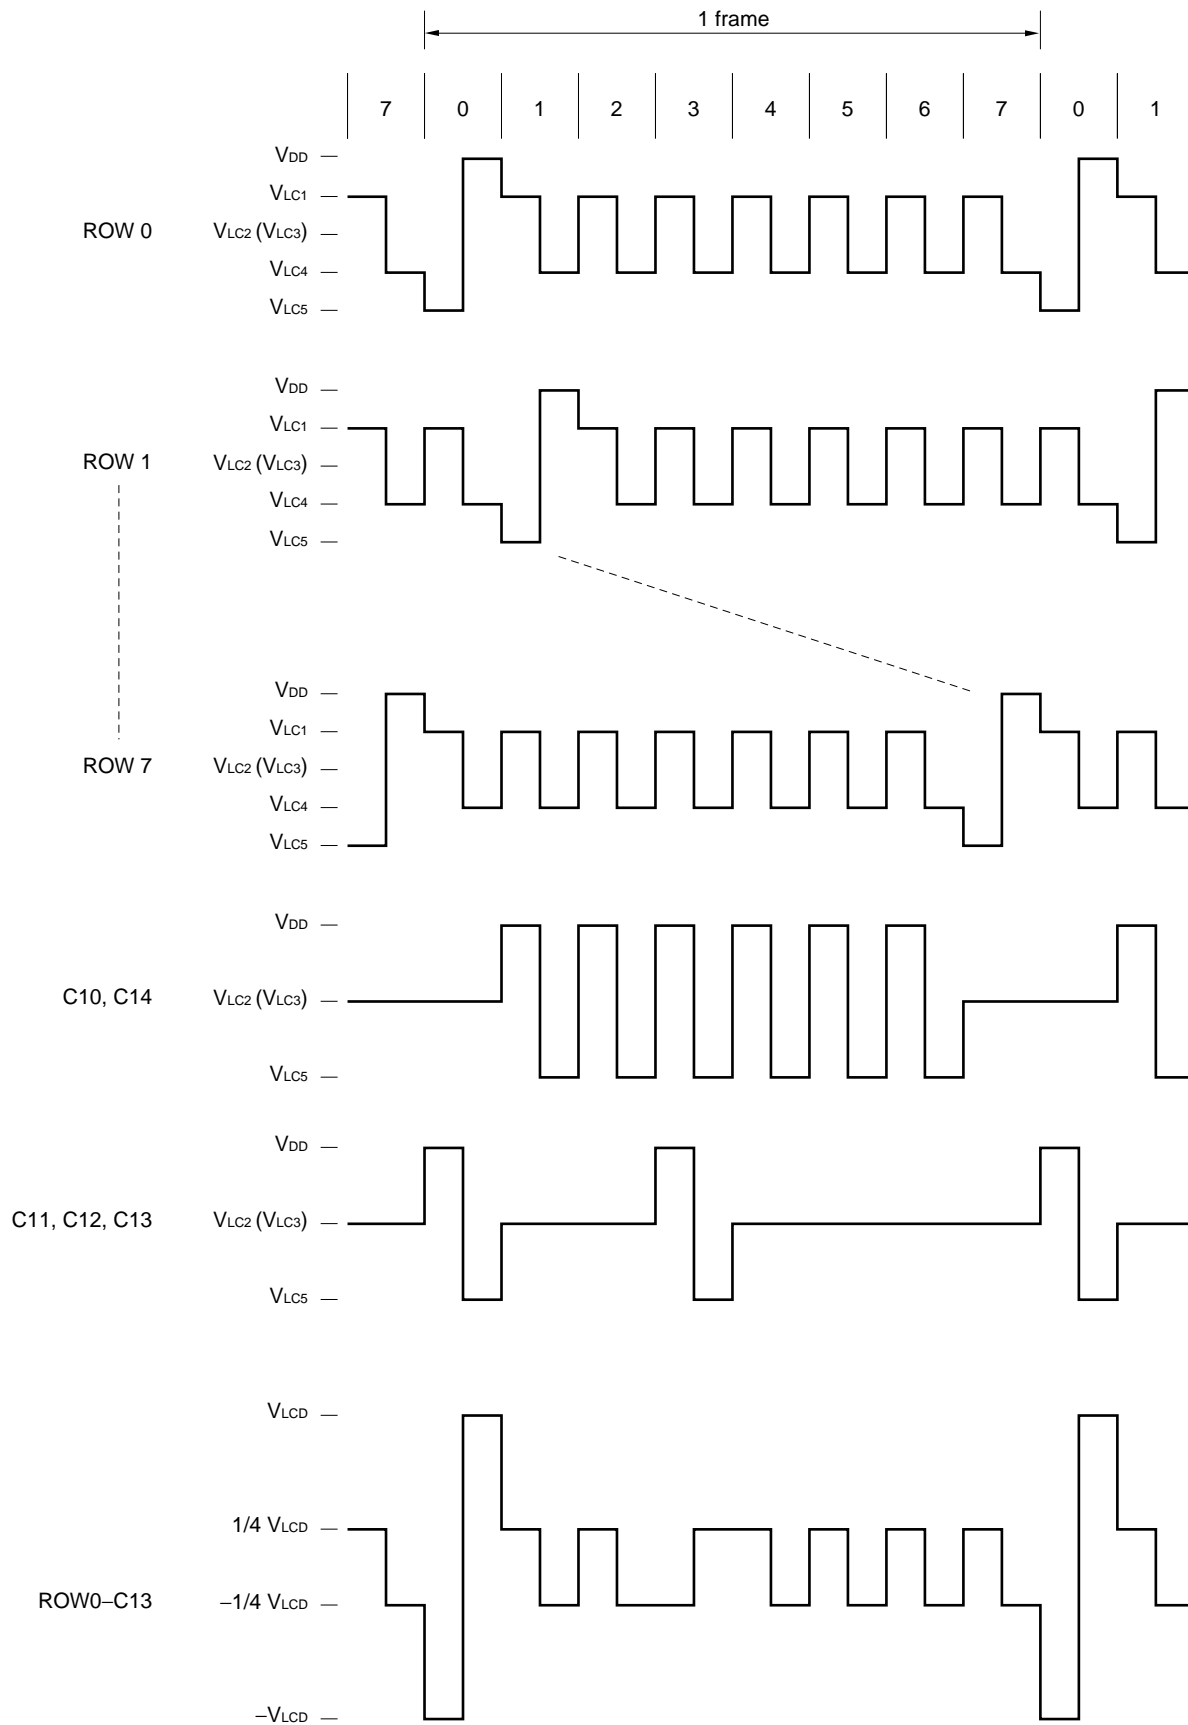 1 frame
7 0 1 2 3 4 5 6 7 0 1
VDD
VLC1
ROW 0 VLC2 (VLC3)
VLC4
VLC5
VDD
VLC1
ROW 1 VLC2 (VLC3)
VLC4
VLC5
VDD
VLC1
ROW 7 VLC2 (VLC3)
VLC4
VLC5
VDD
C10, C14 VLC2 (VLC3)
VLC5
VDD
C11, C12, C13 VLC2 (VLC3)
VLC5
VLCD
1/4 VLCD
ROW0–C13 –1/4 VLCD
–VLCD